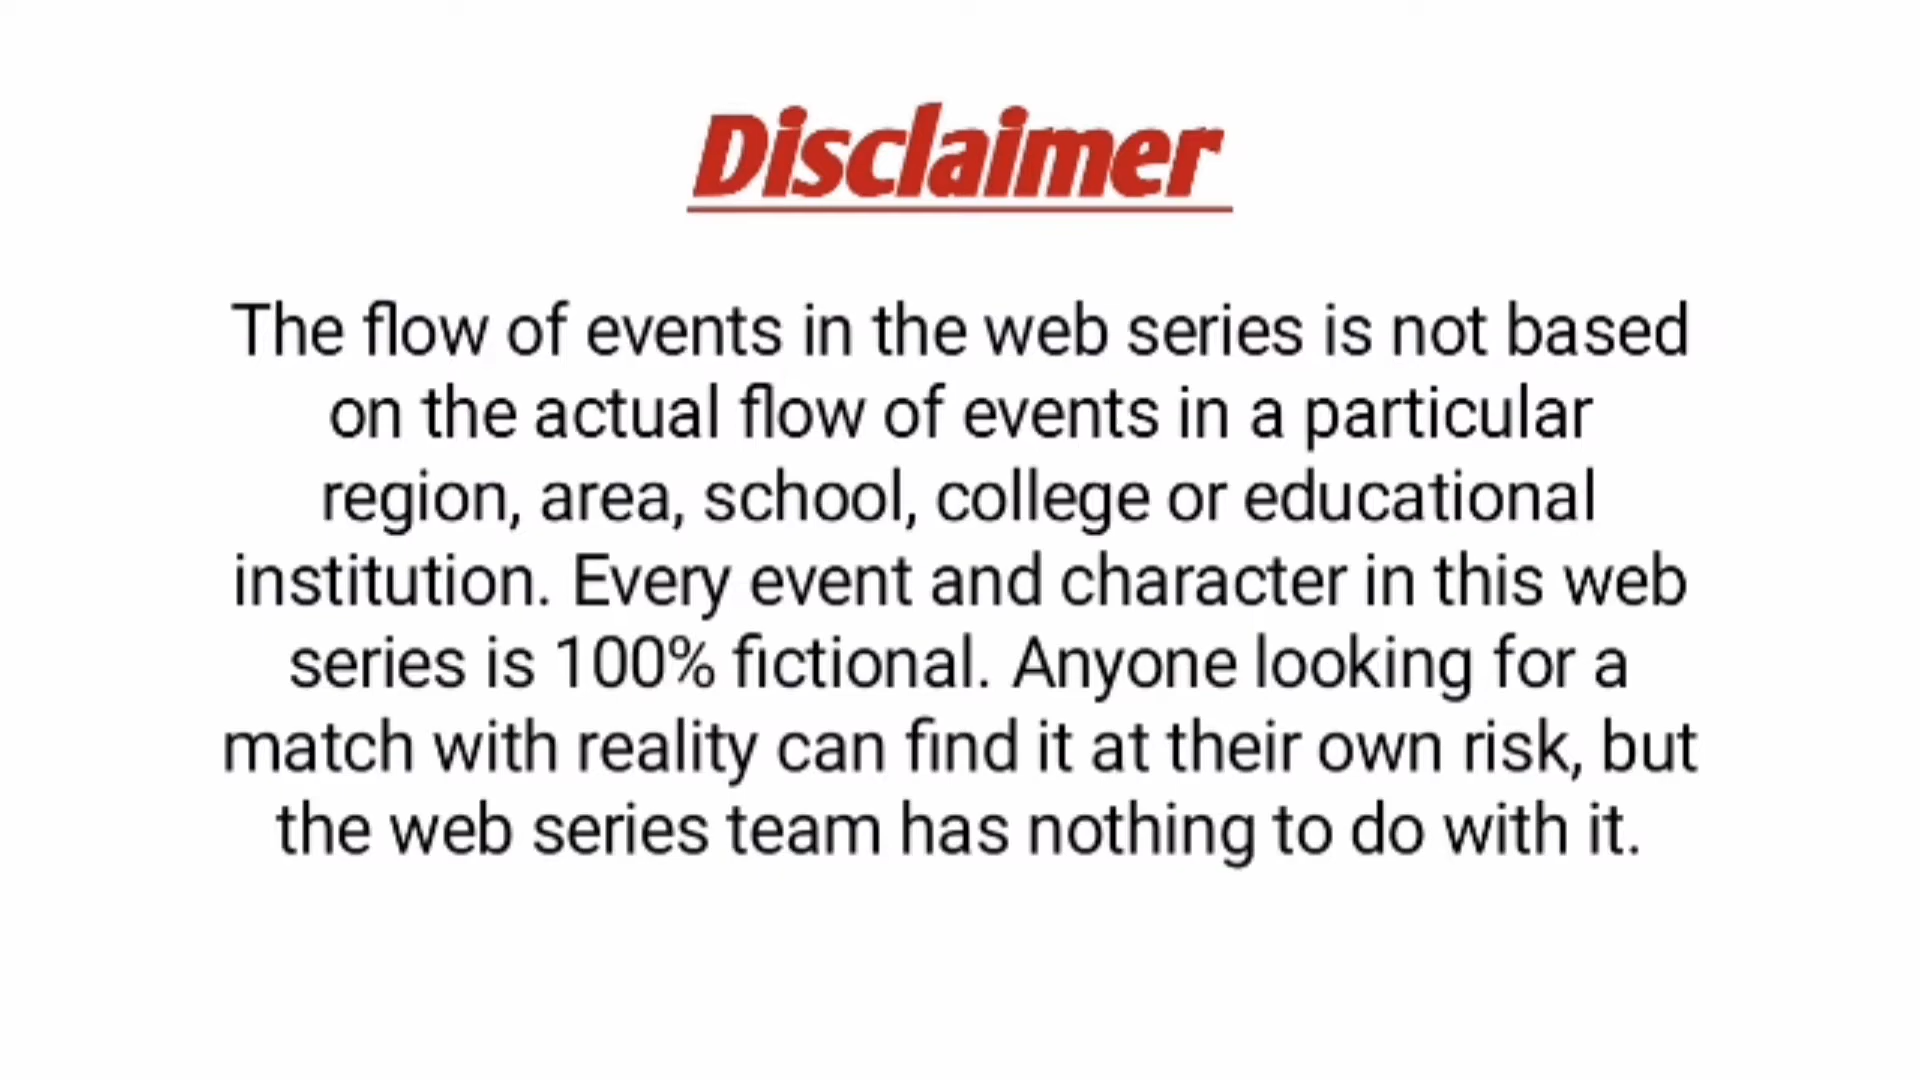 Disclaimer
The flow of events in the web series is not based
on the actual flow of events in a particular
region, area, school, college or educational
institution. Every event and character in this web
series is 100% fictional. Anyone looking for a
match with reality can find it at their own risk, but
the web series team has nothing to do with it.